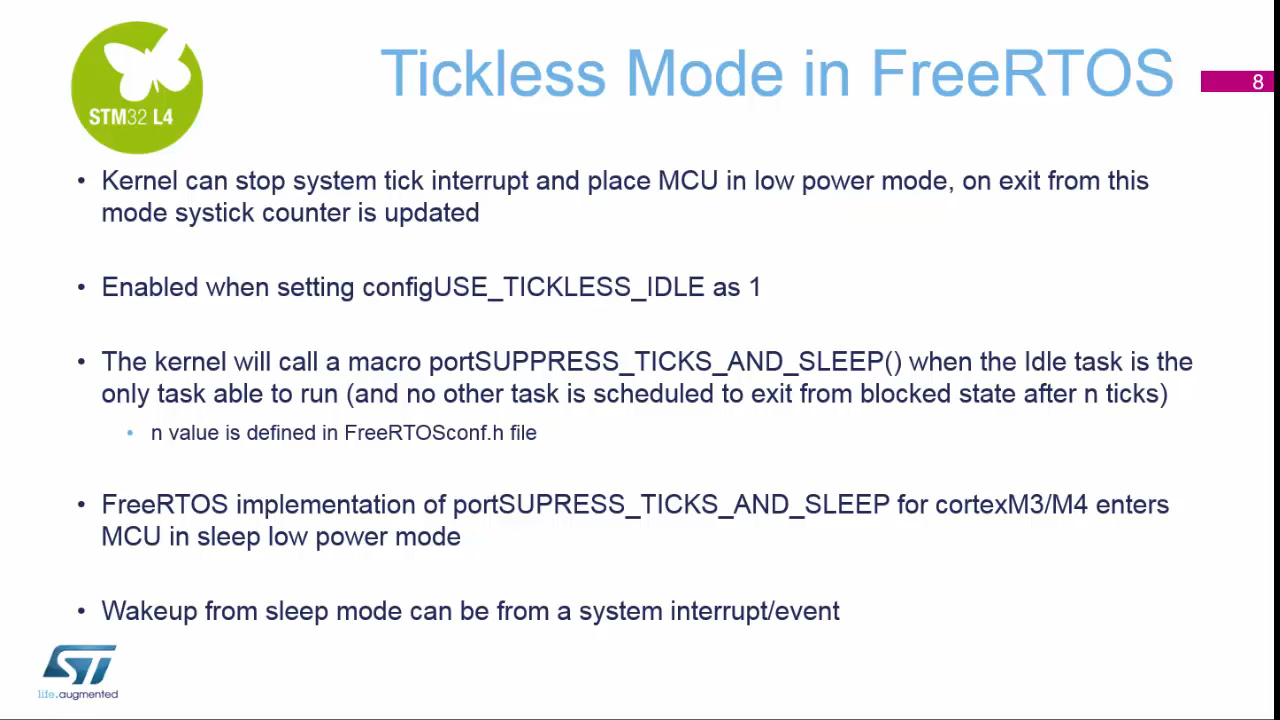 STM32 L4
Tickless Mode in FreeRTOS
8
• Kernel can stop system tick interrupt and place MCU in low power mode, on exit from this
mode systick counter is updated
• Enabled when setting configUSE_TICKLESS_IDLE as 1
• The kernel will call a macro portSUPPRESS_TICKS_AND_SLEEP() when the Idle task is the
only task able to run (and no other task is scheduled to exit from blocked state after n ticks)
• n value is defined in FreeRTOSconf.h file
• FreeRTOS implementation of portSUPRESS_TICKS_AND_SLEEP for cortexM3/M4 enters
MCU in sleep low power mode
• Wakeup from sleep mode can be from a system interrupt/event
ST
life.augmented